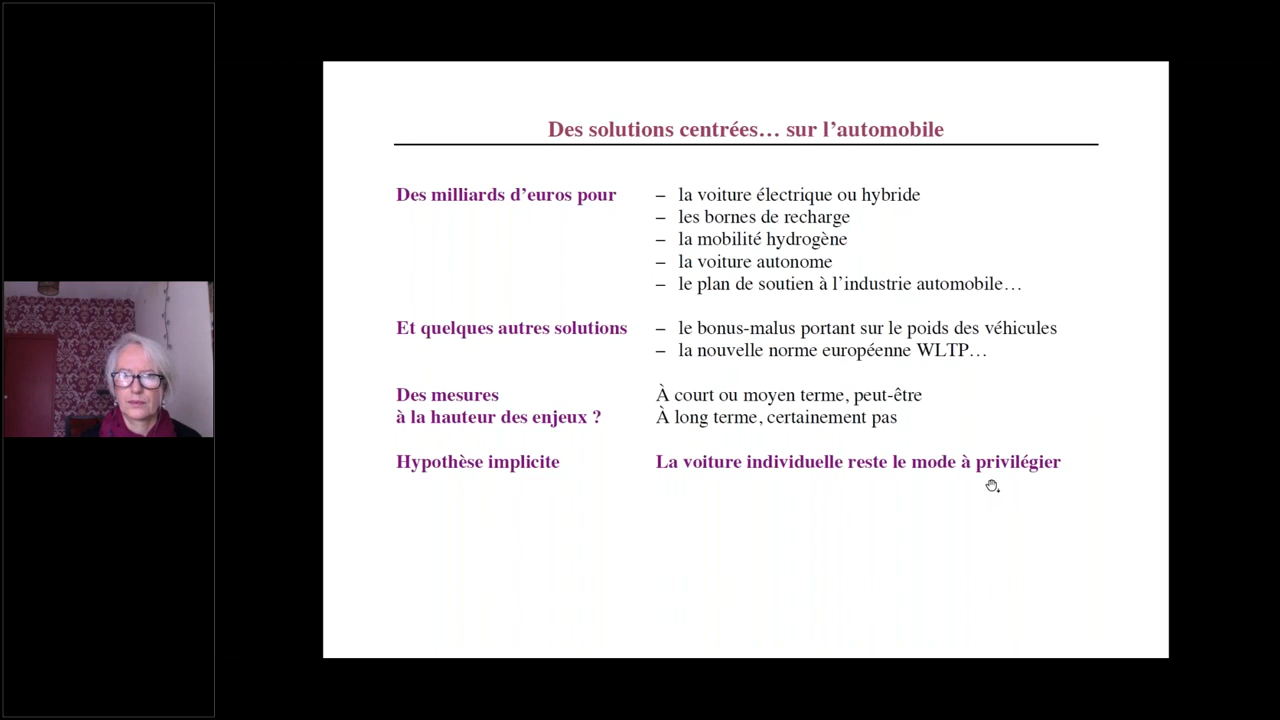 Des solutions centrées… sur l’automobile
Des milliards d’euros pour – la voiture électrique ou hybride
– les bornes de recharge
– la mobilité hydrogène
– la voiture autonome
– le plan de soutien à l’industrie automobile…
Et quelques autres solutions – le bonus-malus portant sur le poids des véhicules
– la nouvelle norme européenne WLTP…
Des mesures À court ou moyen terme, peut-être
à la hauteur des enjeux ? À long terme, certainement pas
Hypothèse implicite La voiture individuelle reste le mode à privilégier